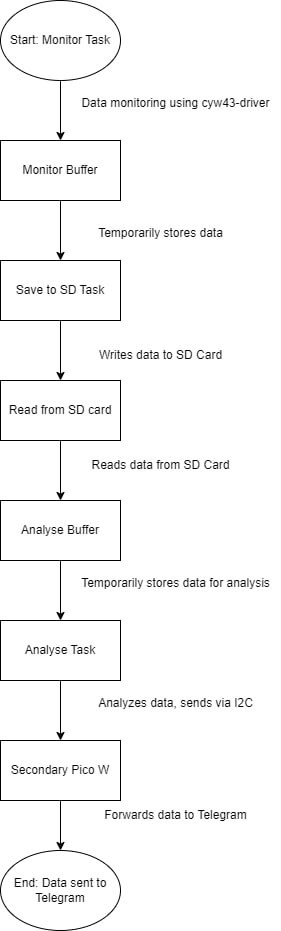 Start: Monitor Task
Data monitoring using cyw43-driver
Monitor Buffer
Temporarily stores data
Save to SD Task
Writes data to SD Card
Read from SD card
Reads data from SD Card
Analyse Buffer
Temporarily stores data for analysis
Analyse Task
Analyzes data, sends via I2C
Secondary Pico W
Forwards data to Telegram
End: Data sent to
Telegram